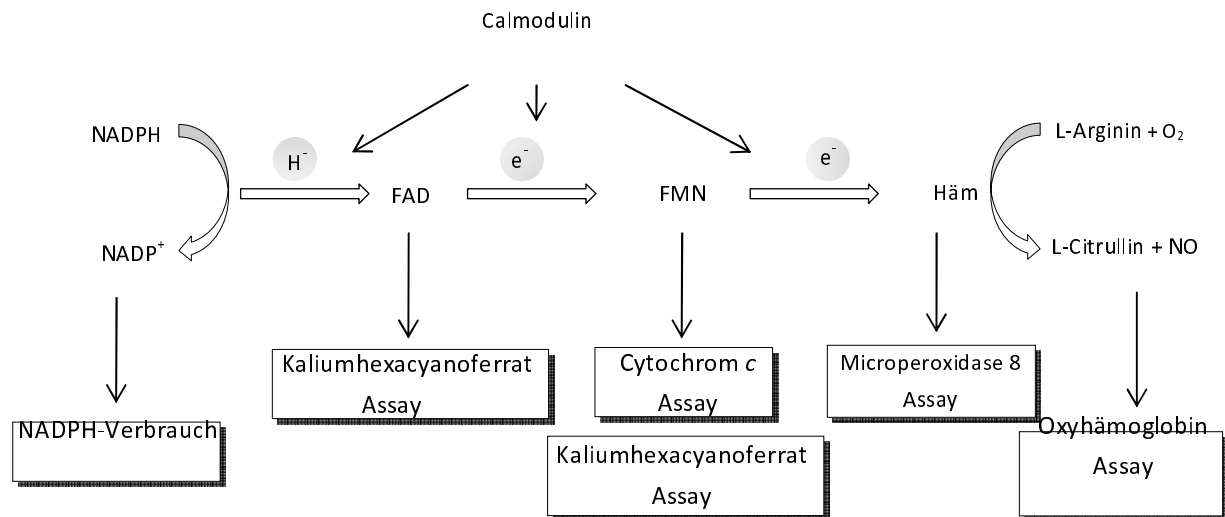 Calmodulin
NADPH
H⁻
e⁻
e⁻
L-Arginin + O₂
FAD
FMN
Häm
NADP⁺
L-Citrullin + NO
Kaliumhexacyanoferrat
Assay
Cytochrom c
Assay
Microperoxidase 8
Assay
NADPH-Verbrauch
Kaliumhexacyanoferrat
Assay
Oxyhämoglobin
Assay